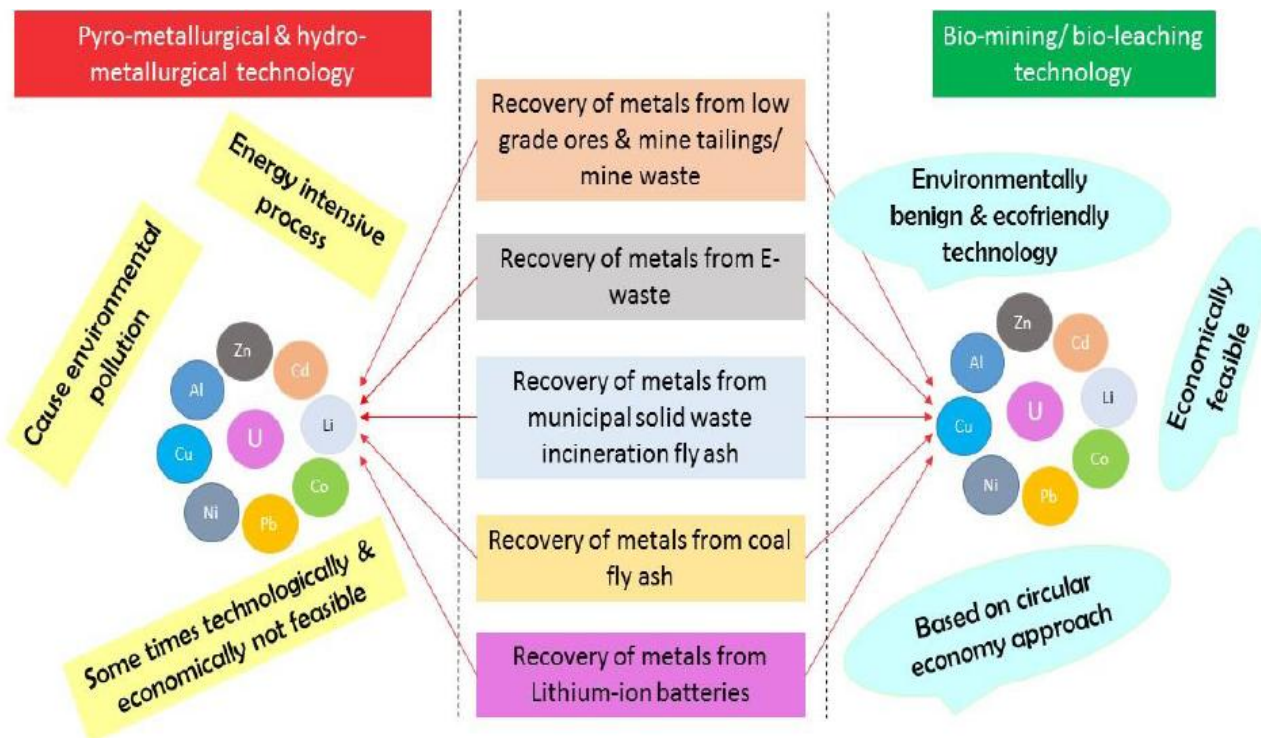 Pyro-metallurgical & hydro-
metallurgical technology
Energy intensive
process
Cause environmental
pollution
Zn
Cd
Al
Li
U
Cu
Co
Ni
Pb
Some times technologically &
economically not feasible
Recovery of metals from low
grade ores & mine tailings/
mine waste
Recovery of metals from E-
waste
Recovery of metals from
municipal solid waste
incineration fly ash
Recovery of metals from coal
fly ash
Recovery of metals from
Lithium-ion batteries
Bio-mining/ bio-leaching
technology
Environmentally
benign & ecofriendly
technology
Economically
feasible
Zn
Cd
Al
Li
U
Cu
Co
Ni
Pb
Based on circular
economy approach